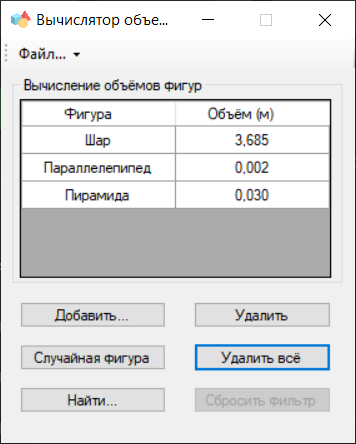 Вычислятор объе...
Файл...
Вычисление объёмов фигур
Фигура Объём (м)
Шар 3,685
Параллелепипед 0,002
Пирамида 0,030
Добавить... Удалить
Случайная фигура Удалить всё
Найти... Сбросить фильтр